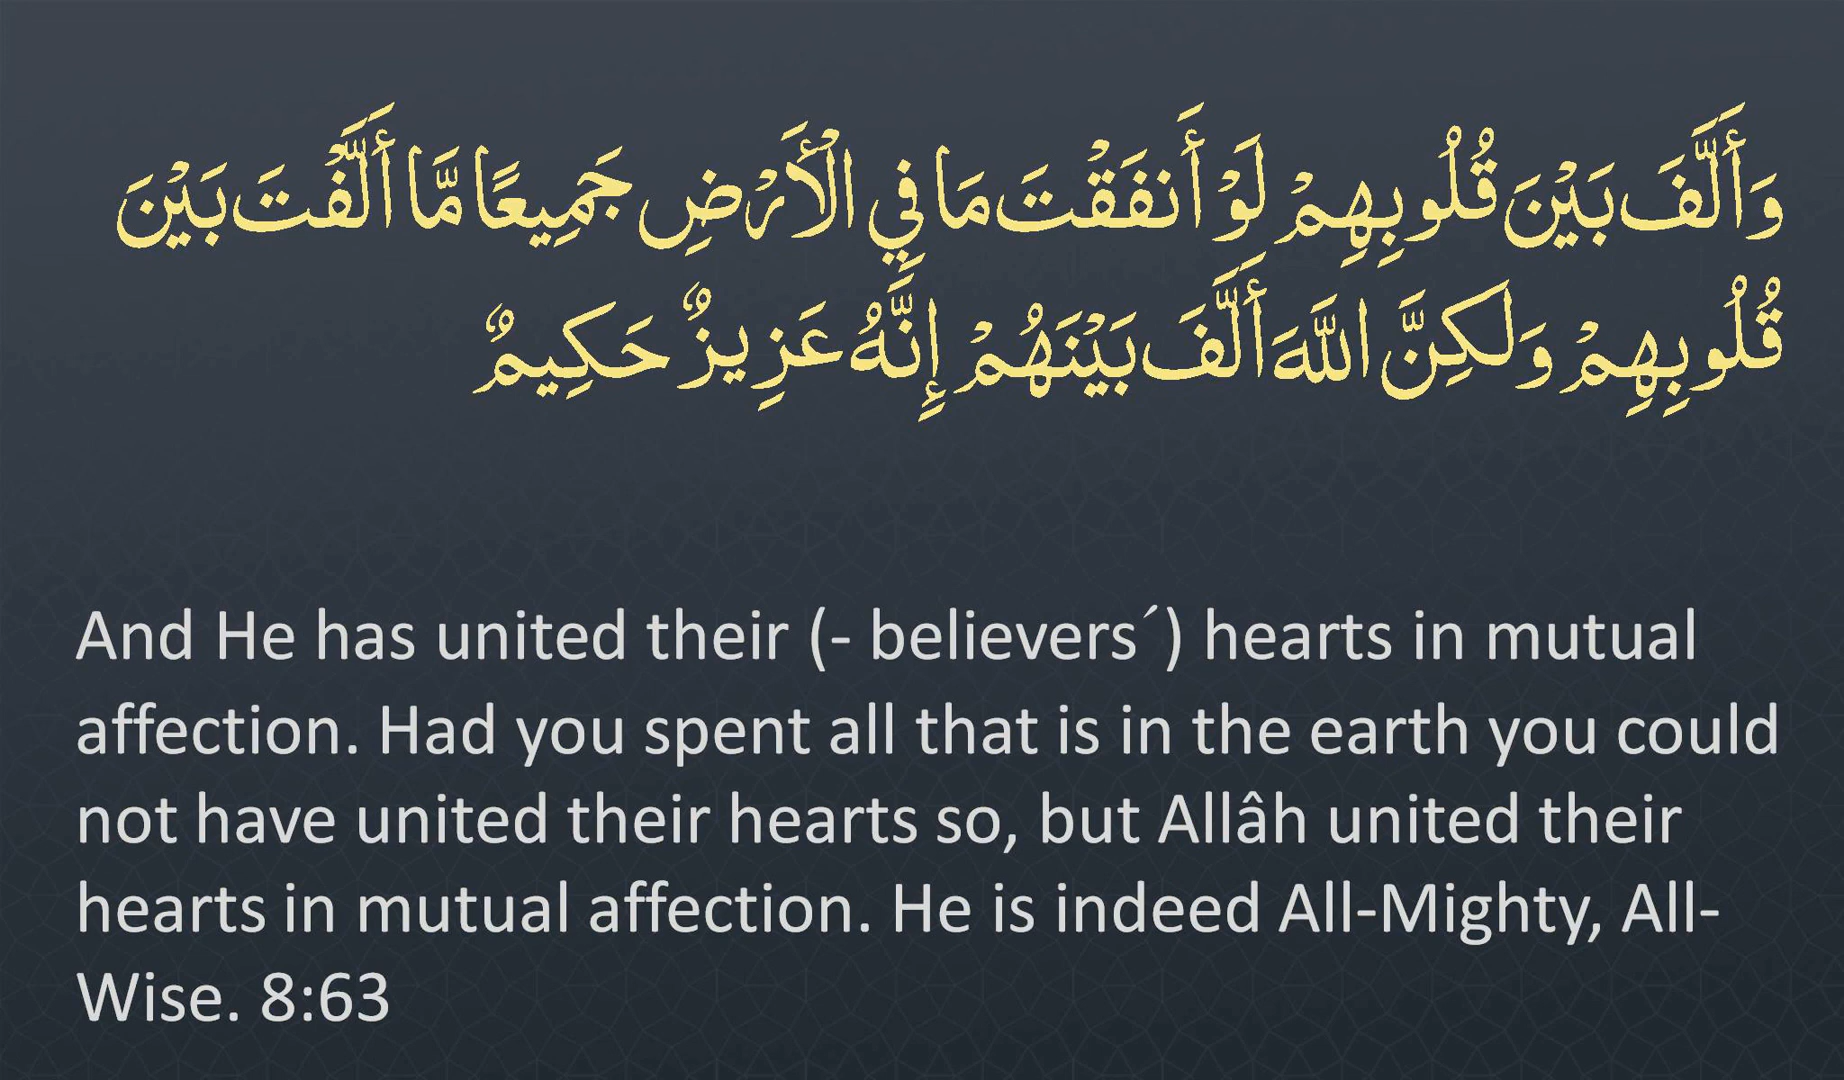 وَأَلَّفَ بَيْنَ قُلُوبِهِمْ لَوْ أَنفَقْتَ مَا فِي الْأَرْضِ جَمِيعًا مَّا أَلَّفْتَ بَيْنَ
قُلُوبِهِمْ وَلَكِنَّ اللَّهَ أَلَّفَ بَيْنَهُمْ إِنَّهُ عَزِيزٌ حَكِيمٌ
And He has united their (- believers´) hearts in mutual
affection. Had you spent all that is in the earth you could
not have united their hearts so, but Allâh united their
hearts in mutual affection. He is indeed All-Mighty, All-
Wise. 8:63